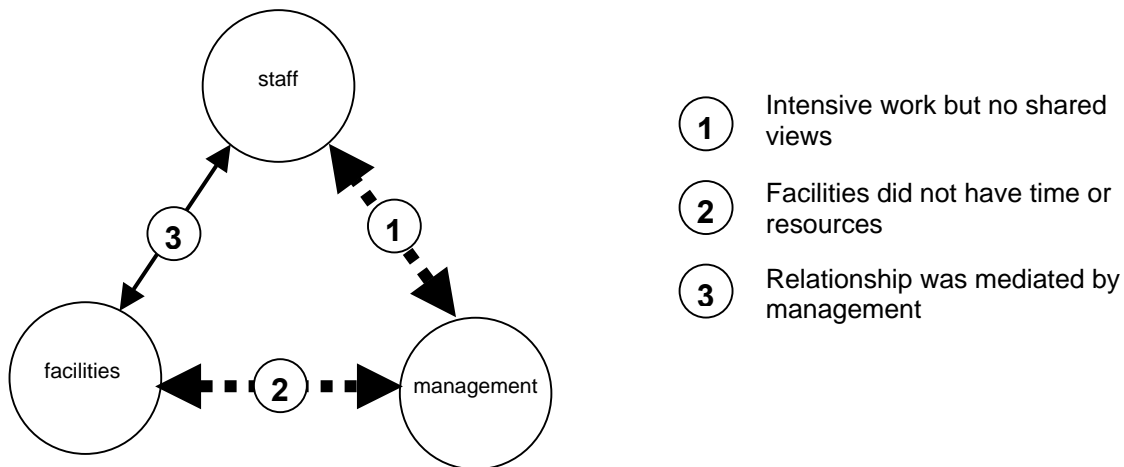 staff
1
Intensive work but no shared
views
3
1
2
Facilities did not have time or
resources
3
Relationship was mediated by
management
facilities
2
management